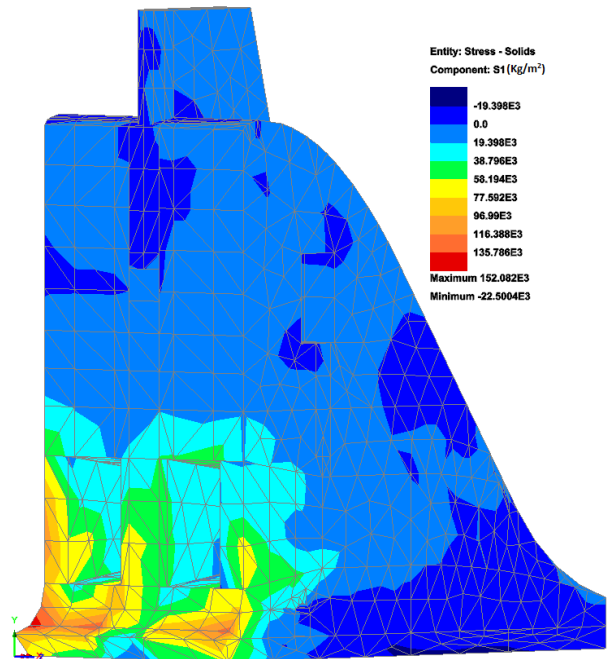 Entity: Stress - Solids
Component: S1 (Kg/m²)
-19.398E3
0.0
19.398E3
38.796E3
58.194E3
77.592E3
96.99E3
116.388E3
135.786E3
Maximum 152.082E3
Minimum -22.5004E3
Y